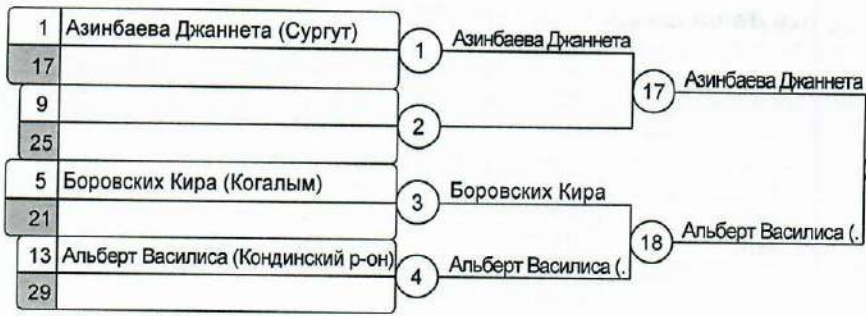 1 Азинбаева Джаннета (Сургут)
17
1
Азинбаева Джаннета
9
25
2
17
Азинбаева Джаннета
5 Боровских Кира (Когалым)
21
3
Боровских Кира
13 Альберт Василиса (Кондинский р-он)
29
4
Альберт Василиса (.
18
Альберт Василиса (.